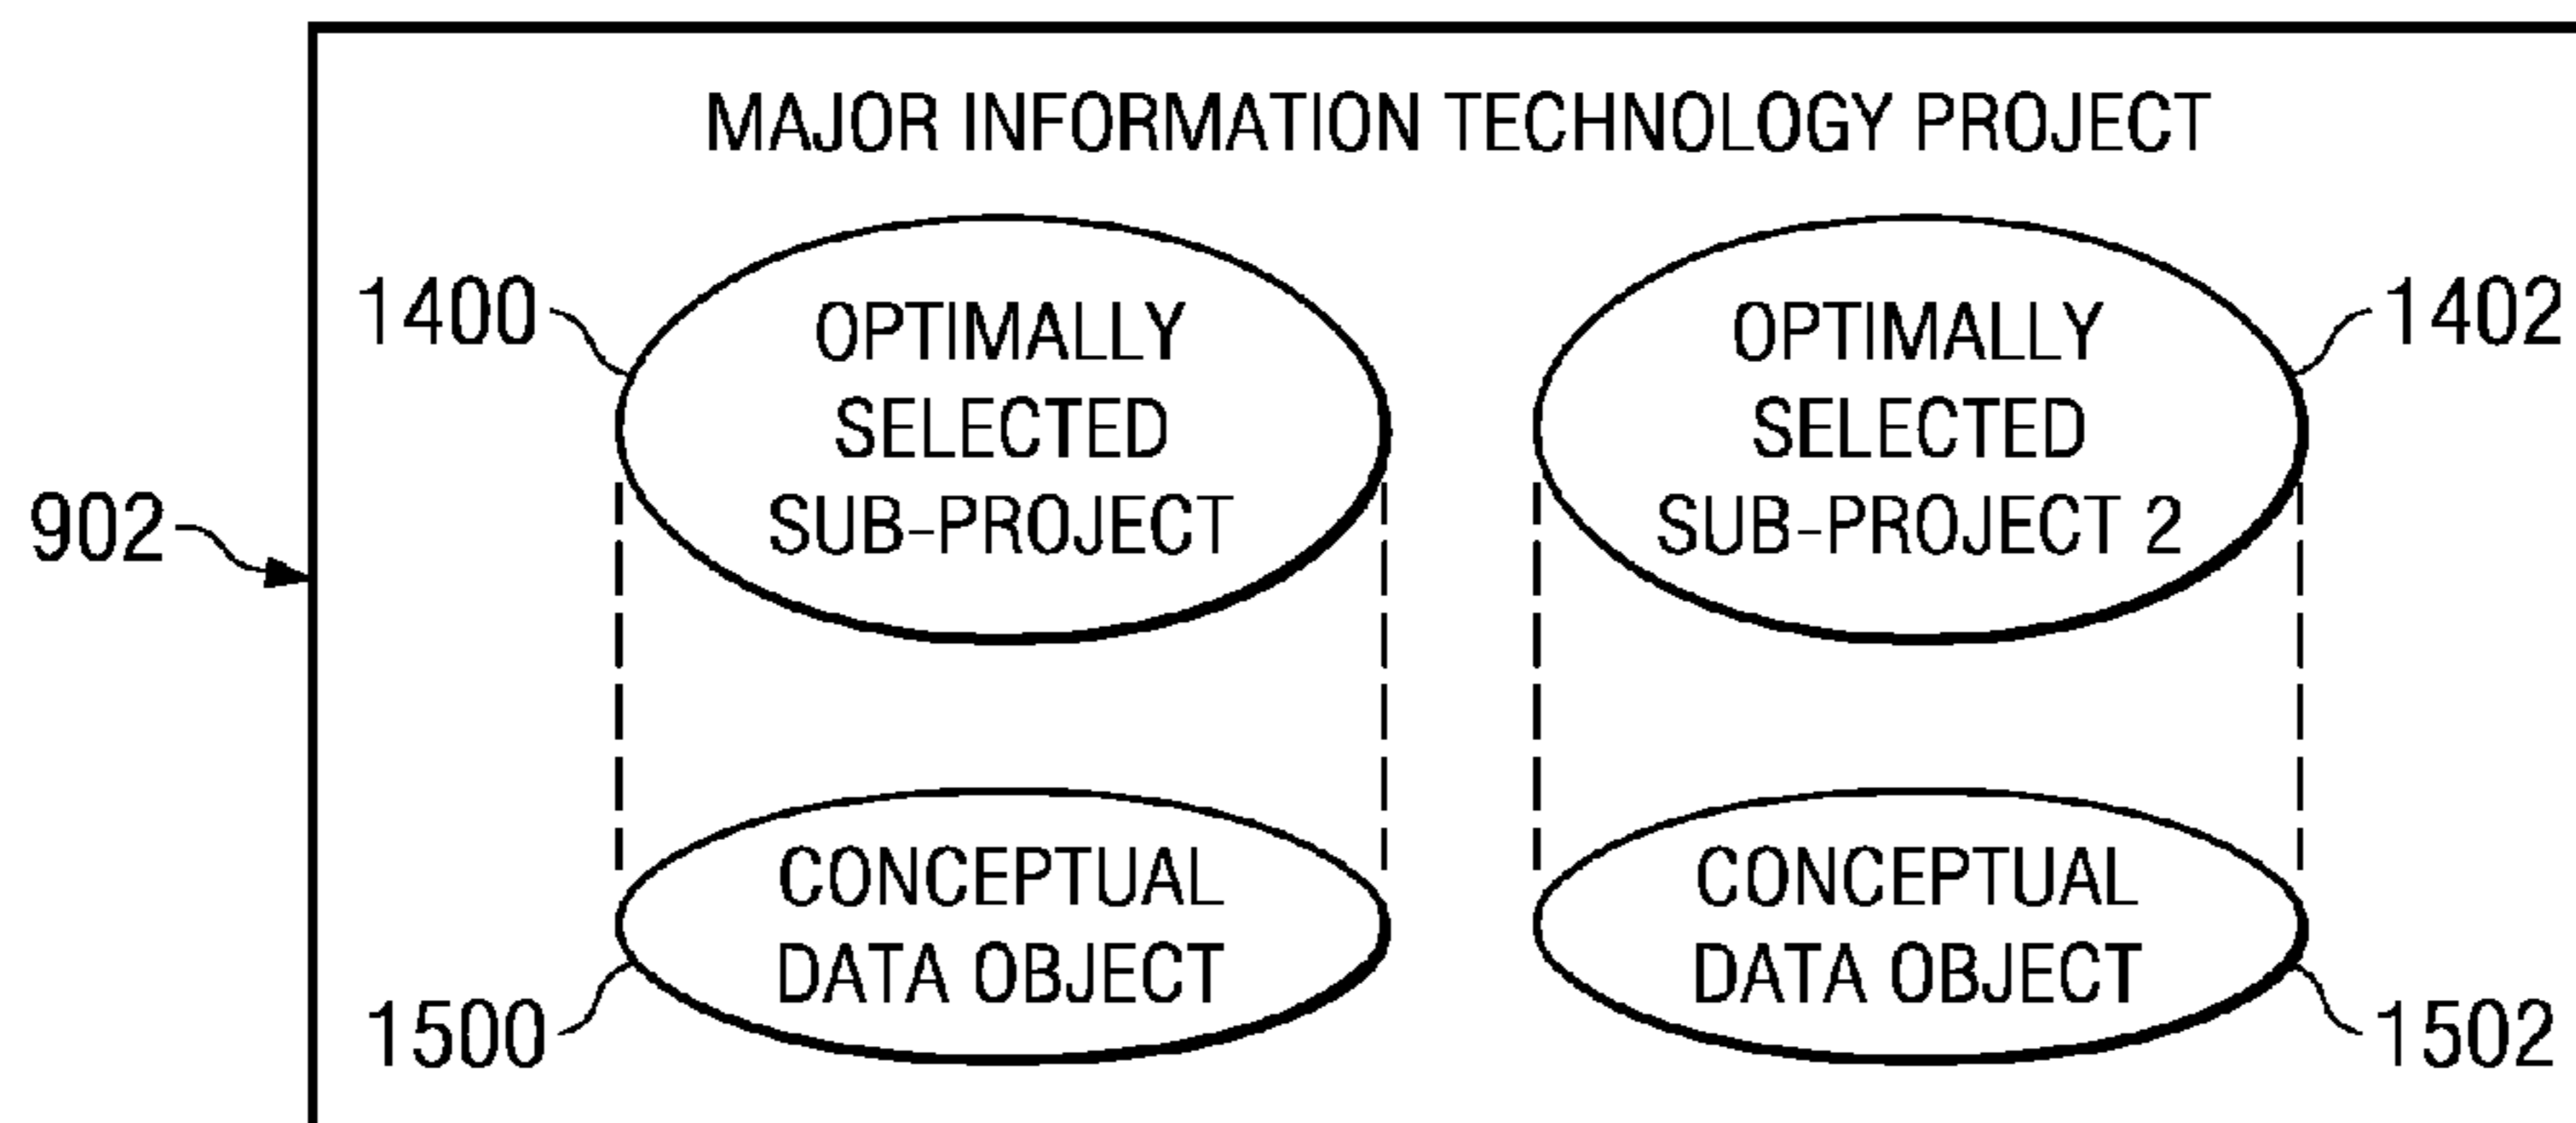 MAJOR INFORMATION TECHNOLOGY PROJECT
1400
OPTIMALLY
SELECTED
SUB-PROJECT
OPTIMALLY
SELECTED
SUB-PROJECT 2
1402
902
CONCEPTUAL
DATA OBJECT
1500
CONCEPTUAL
DATA OBJECT
1502